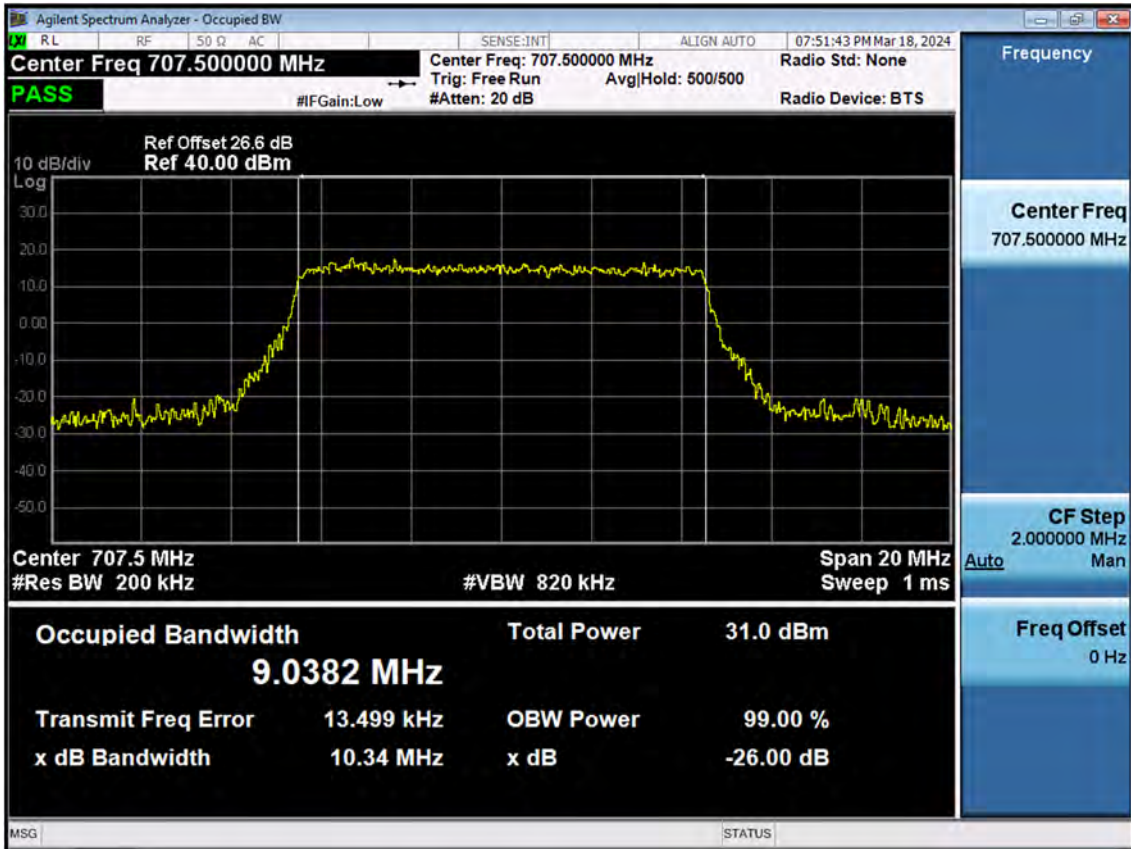 Agilent Spectrum Analyzer - Occupied BW
LXI RL RF 50 Ω AC SENSE:INT ALIGN AUTO 07:51:43 PM Mar 18, 2024
Center Freq 707.500000 MHz
Center Freq: 707.500000 MHz
Radio Std: None
Trig: Free Run Avg|Hold: 500/500
PASS
#IFGain:Low
#Atten: 20 dB
Radio Device: BTS
Ref Offset 26.6 dB
10 dB/div Ref 40.00 dBm
Log
30.0
20.0
10.0
0.00
-10.0
-20.0
-30.0
-40.0
-50.0
Center 707.5 MHz Span 20 MHz
#Res BW 200 kHz #VBW 820 kHz Sweep 1 ms
Occupied Bandwidth Total Power 31.0 dBm
9.0382 MHz
Transmit Freq Error 13.499 kHz OBW Power 99.00 %
x dB Bandwidth 10.34 MHz x dB -26.00 dB
MSG STATUS
Frequency
Center Freq
707.500000 MHz
CF Step
2.000000 MHz
Auto Man
Freq Offset
0 Hz